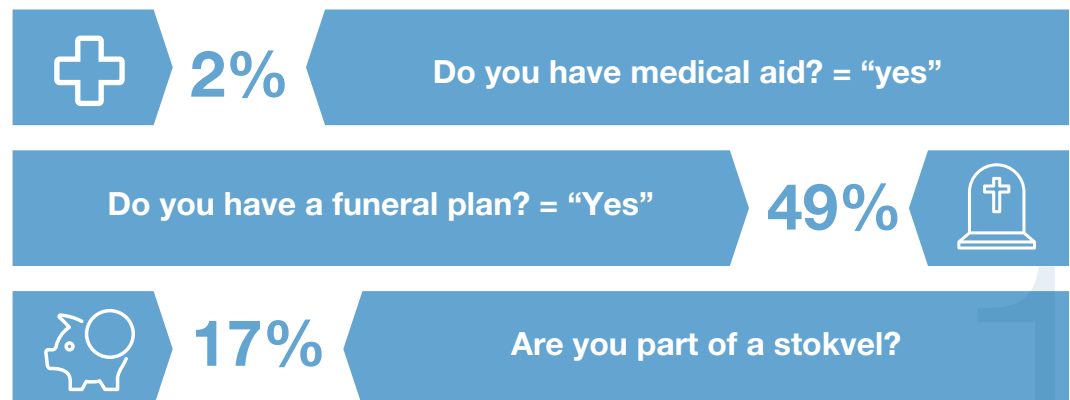 2%
Do you have medical aid? = “yes”
Do you have a funeral plan? = “Yes”
49%
17%
Are you part of a stokvel?
1